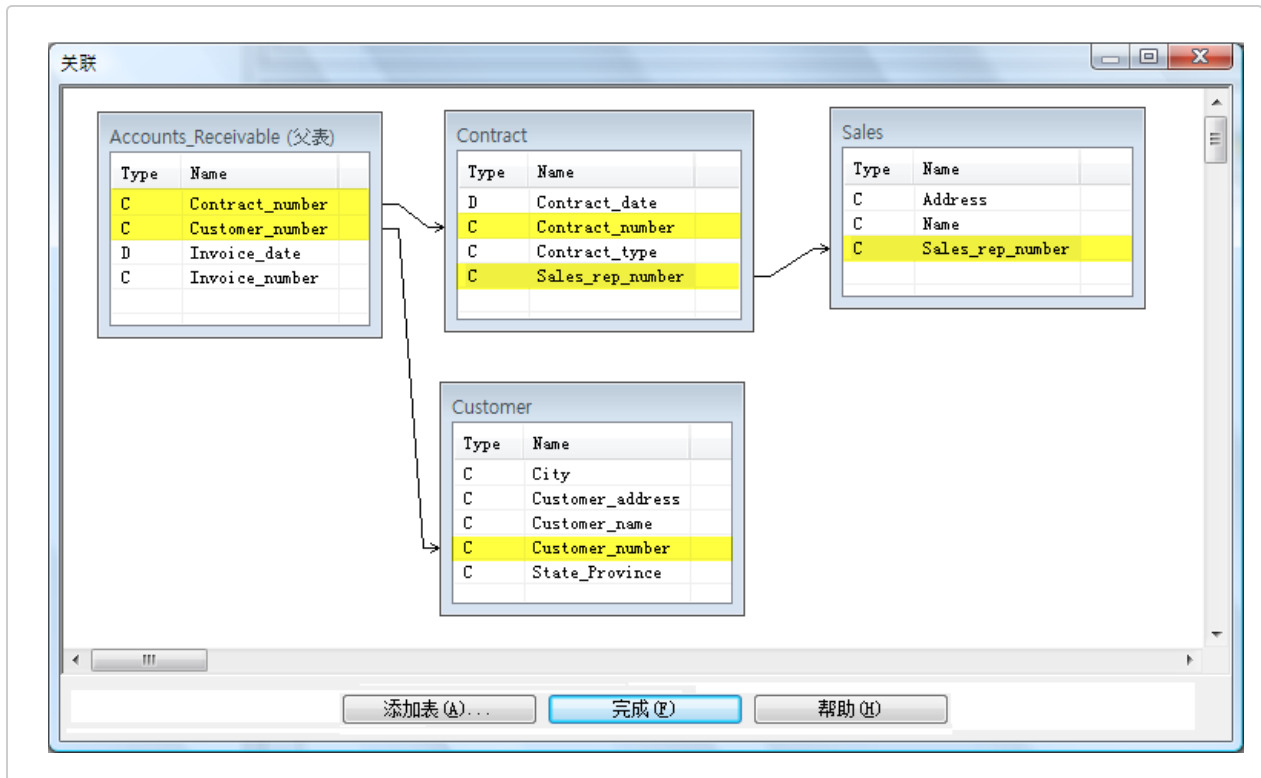 关联
Accounts_Receivable (父表)
Type Name
C Contract_number
C Customer_number
D Invoice_date
C Invoice_number
Contract
Type Name
D Contract_date
C Contract_number
C Contract_type
C Sales_rep_number
Sales
Type Name
C Address
C Name
C Sales_rep_number
Customer
Type Name
C City
C Customer_address
C Customer_name
C Customer_number
C State_Province
添加表(A)...
完成(F)
帮助(H)